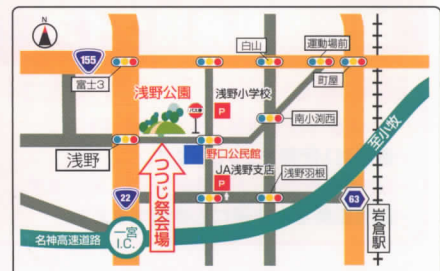 N
155
富士3
白山
運動場前
町屋
浅野公園
バス停
浅野小学校
P
南小渕西
至小牧
浅野
野口公民館
つつじ祭会場
JA浅野支店
P
浅野羽根
22
63
岩倉駅
名神高速道路
一宮
I.C.